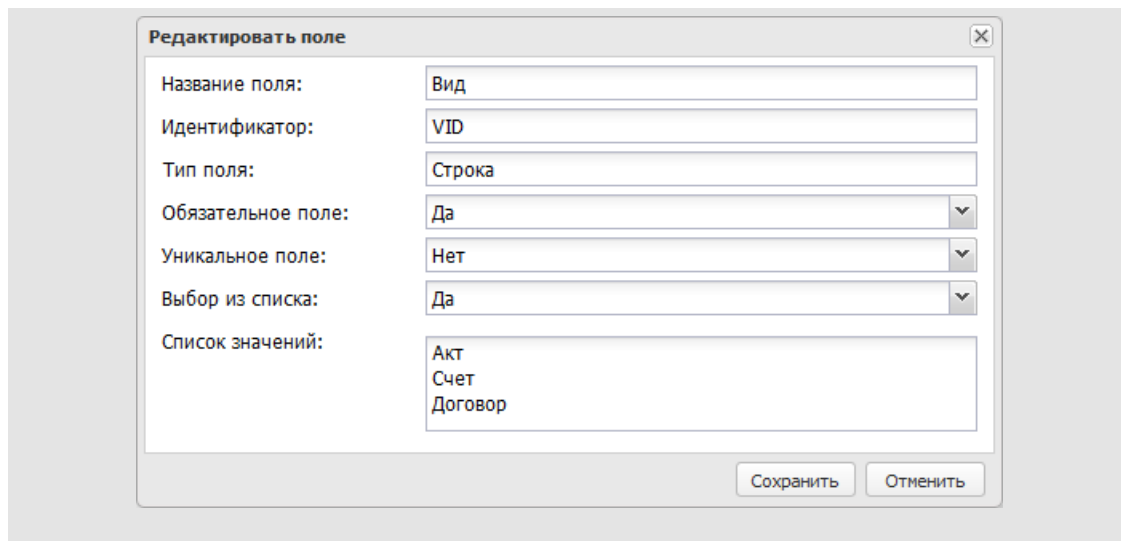 Редактировать поле
Название поля: Вид
Идентификатор: VID
Тип поля: Строка
Обязательное поле: Да
Уникальное поле: Нет
Выбор из списка: Да
Список значений: Акт
Счет
Договор
Сохранить Отменить